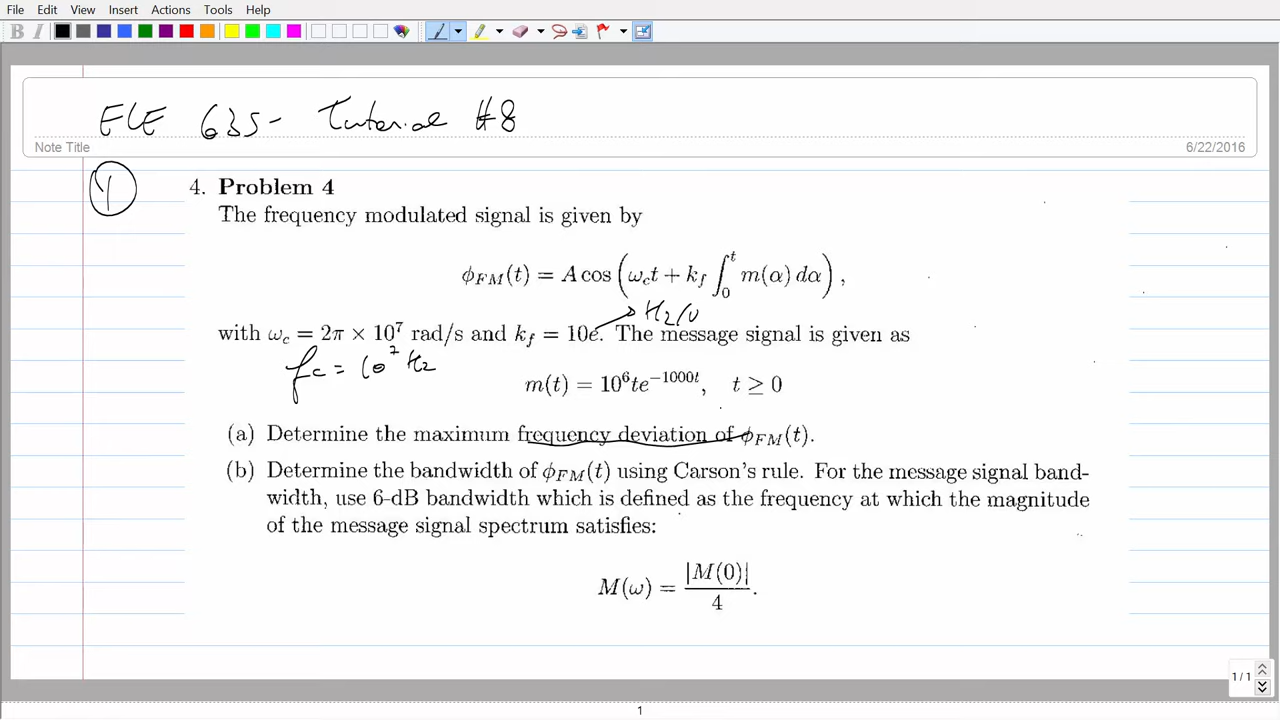 File Edit View Insert Actions Tools Help
B I
ELE 635- Tutorial #8
Note Title
6/22/2016
4. Problem 4
The frequency modulated signal is given by
ϕ_FM(t) = A cos (ω_c t + k_f ∫_0^t m(α) dα),
Hz/V
with ω_c = 2π × 10^7 rad/s and k_f = 10e. The message signal is given as
f_c = 10^7 Hz
m(t) = 10^6te^{-1000t}, t ≥ 0
(a) Determine the maximum frequency deviation of ϕ_FM(t).
(b) Determine the bandwidth of ϕ_FM(t) using Carson's rule. For the message signal band-
width, use 6-dB bandwidth which is defined as the frequency at which the magnitude
of the message signal spectrum satisfies:
M(ω) = |M(0)|/4.
1/1
1